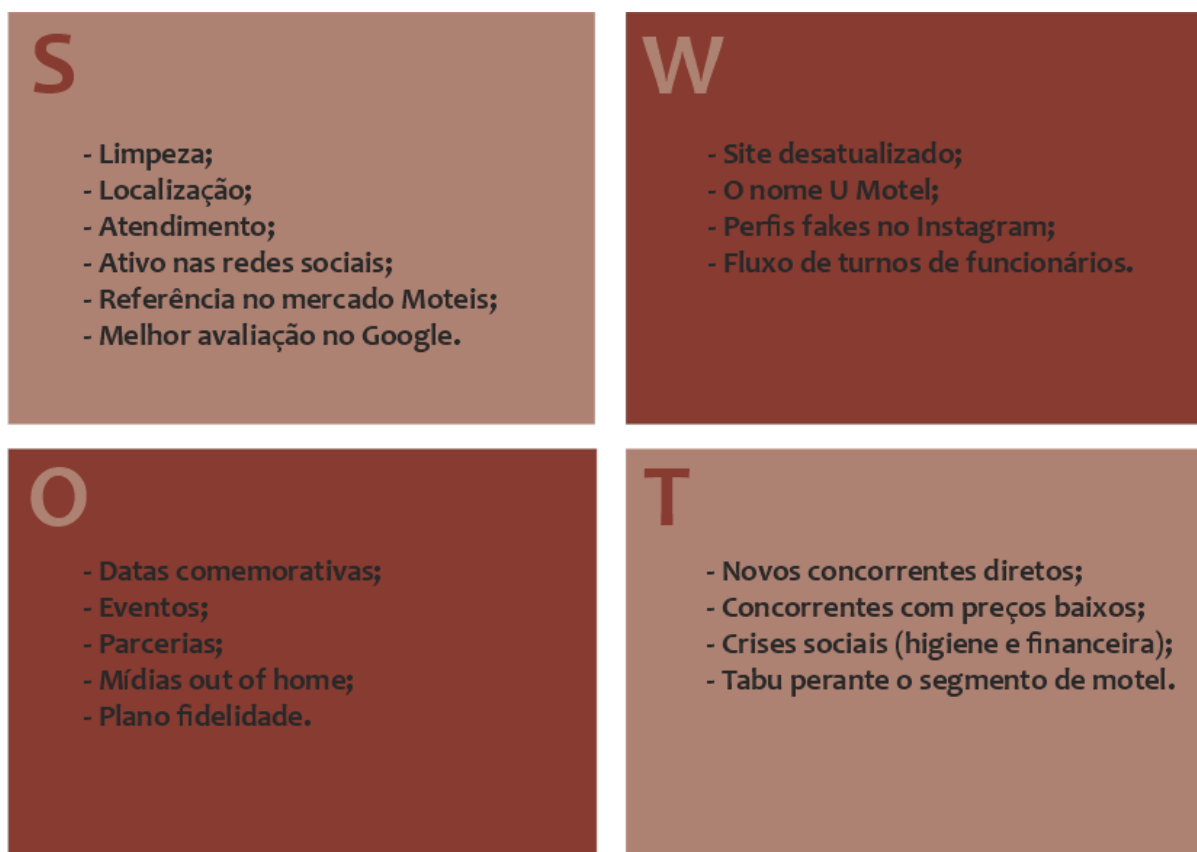 S
- Limpeza;
- Localização;
- Atendimento;
- Ativo nas redes sociais;
- Referência no mercado Moteis;
- Melhor avaliação no Google.
W
- Site desatualizado;
- O nome U Motel;
- Perfis fakes no Instagram;
- Fluxo de turnos de funcionários.
O
- Datas comemorativas;
- Eventos;
- Parcerias;
- Mídias out of home;
- Plano fidelidade.
T
- Novos concorrentes diretos;
- Concorrentes com preços baixos;
- Crises sociais (higiene e financeira);
- Tabu perante o segmento de motel.